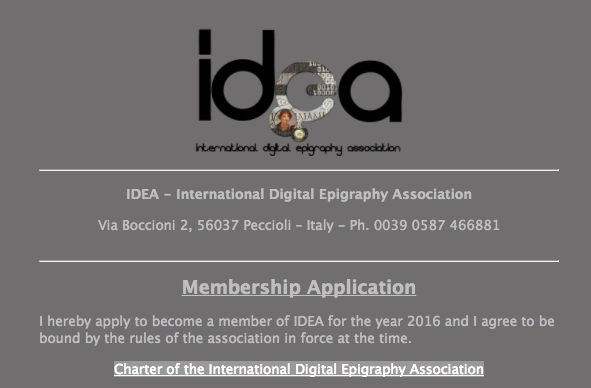 idea
international digital epigraphy association
IDEA – International Digital Epigraphy Association
Via Boccioni 2, 56037 Peccioli – Italy – Ph. 0039 0587 466881
Membership Application
I hereby apply to become a member of IDEA for the year 2016 and I agree to be
bound by the rules of the association in force at the time.
Charter of the International Digital Epigraphy Association